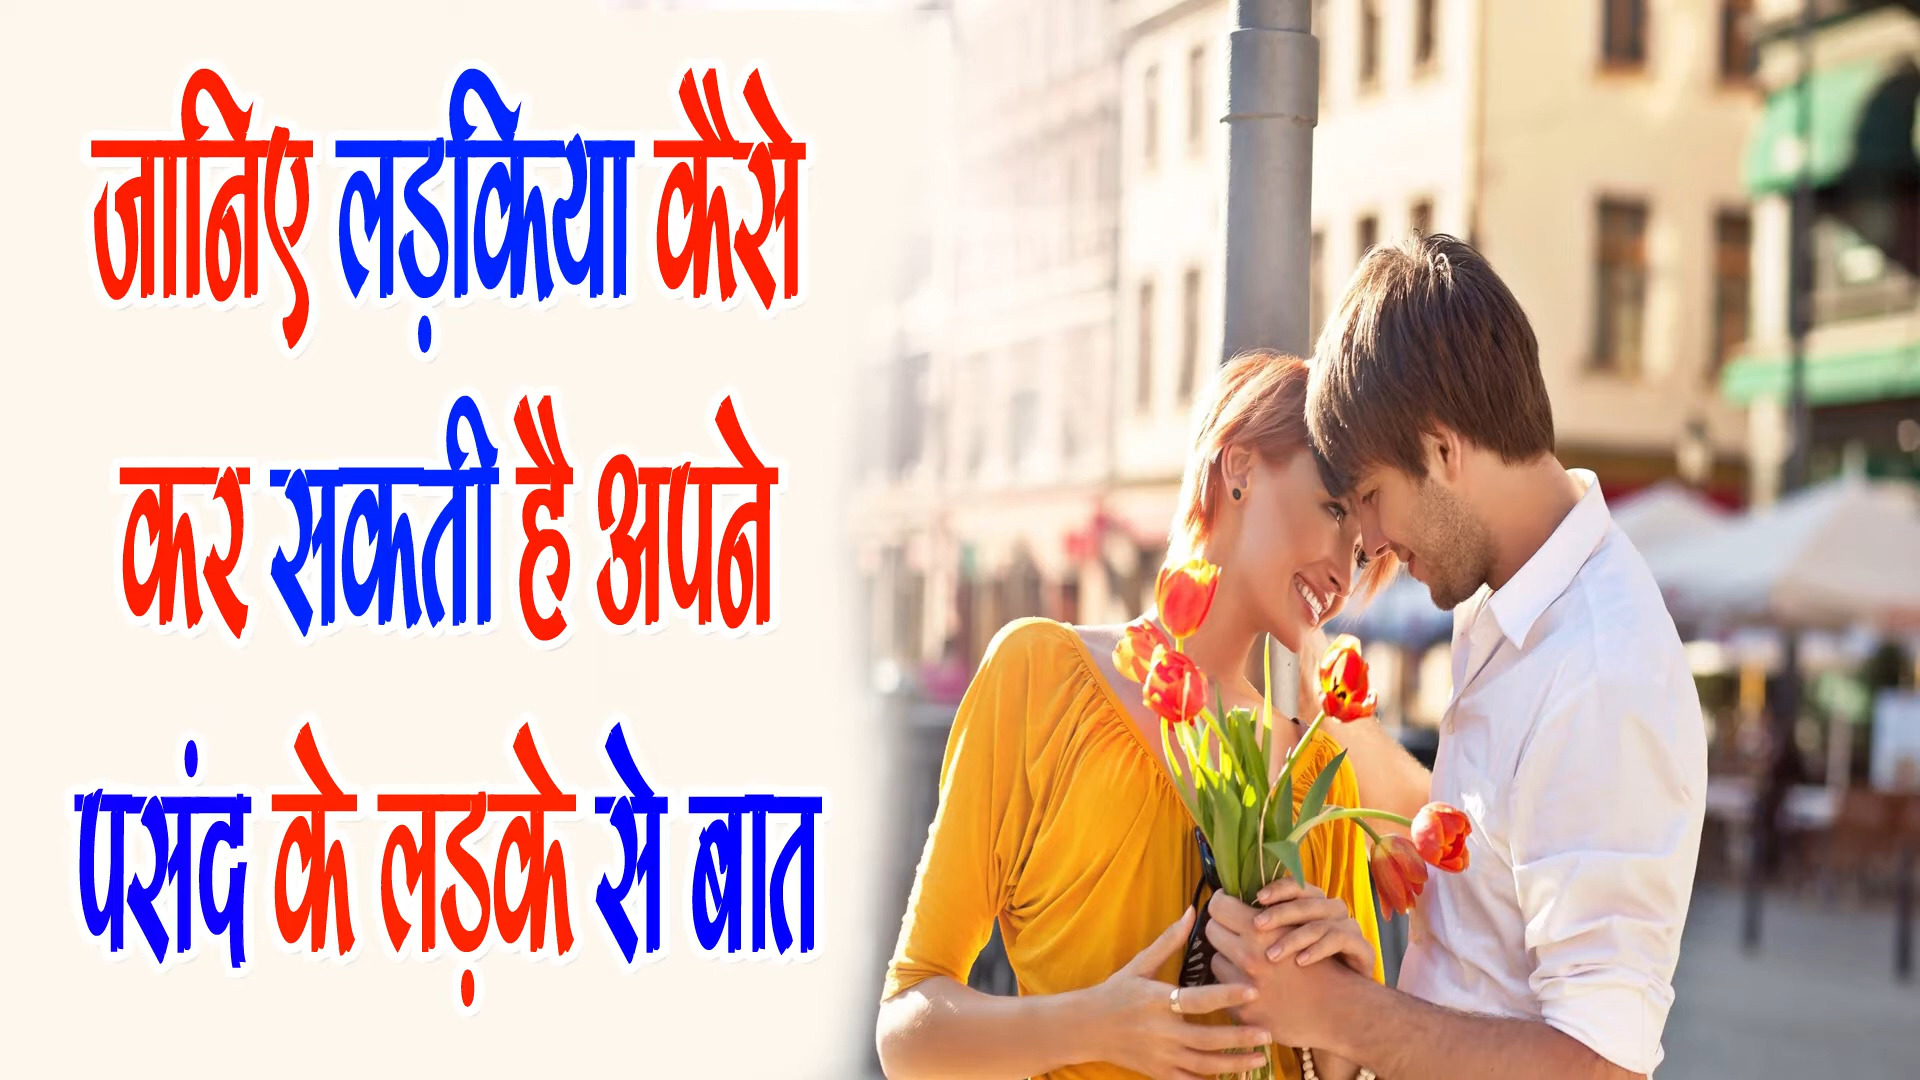 जानिए लड़किया कैसे
कर सकती है अपने
पसंद के लड़के से बात